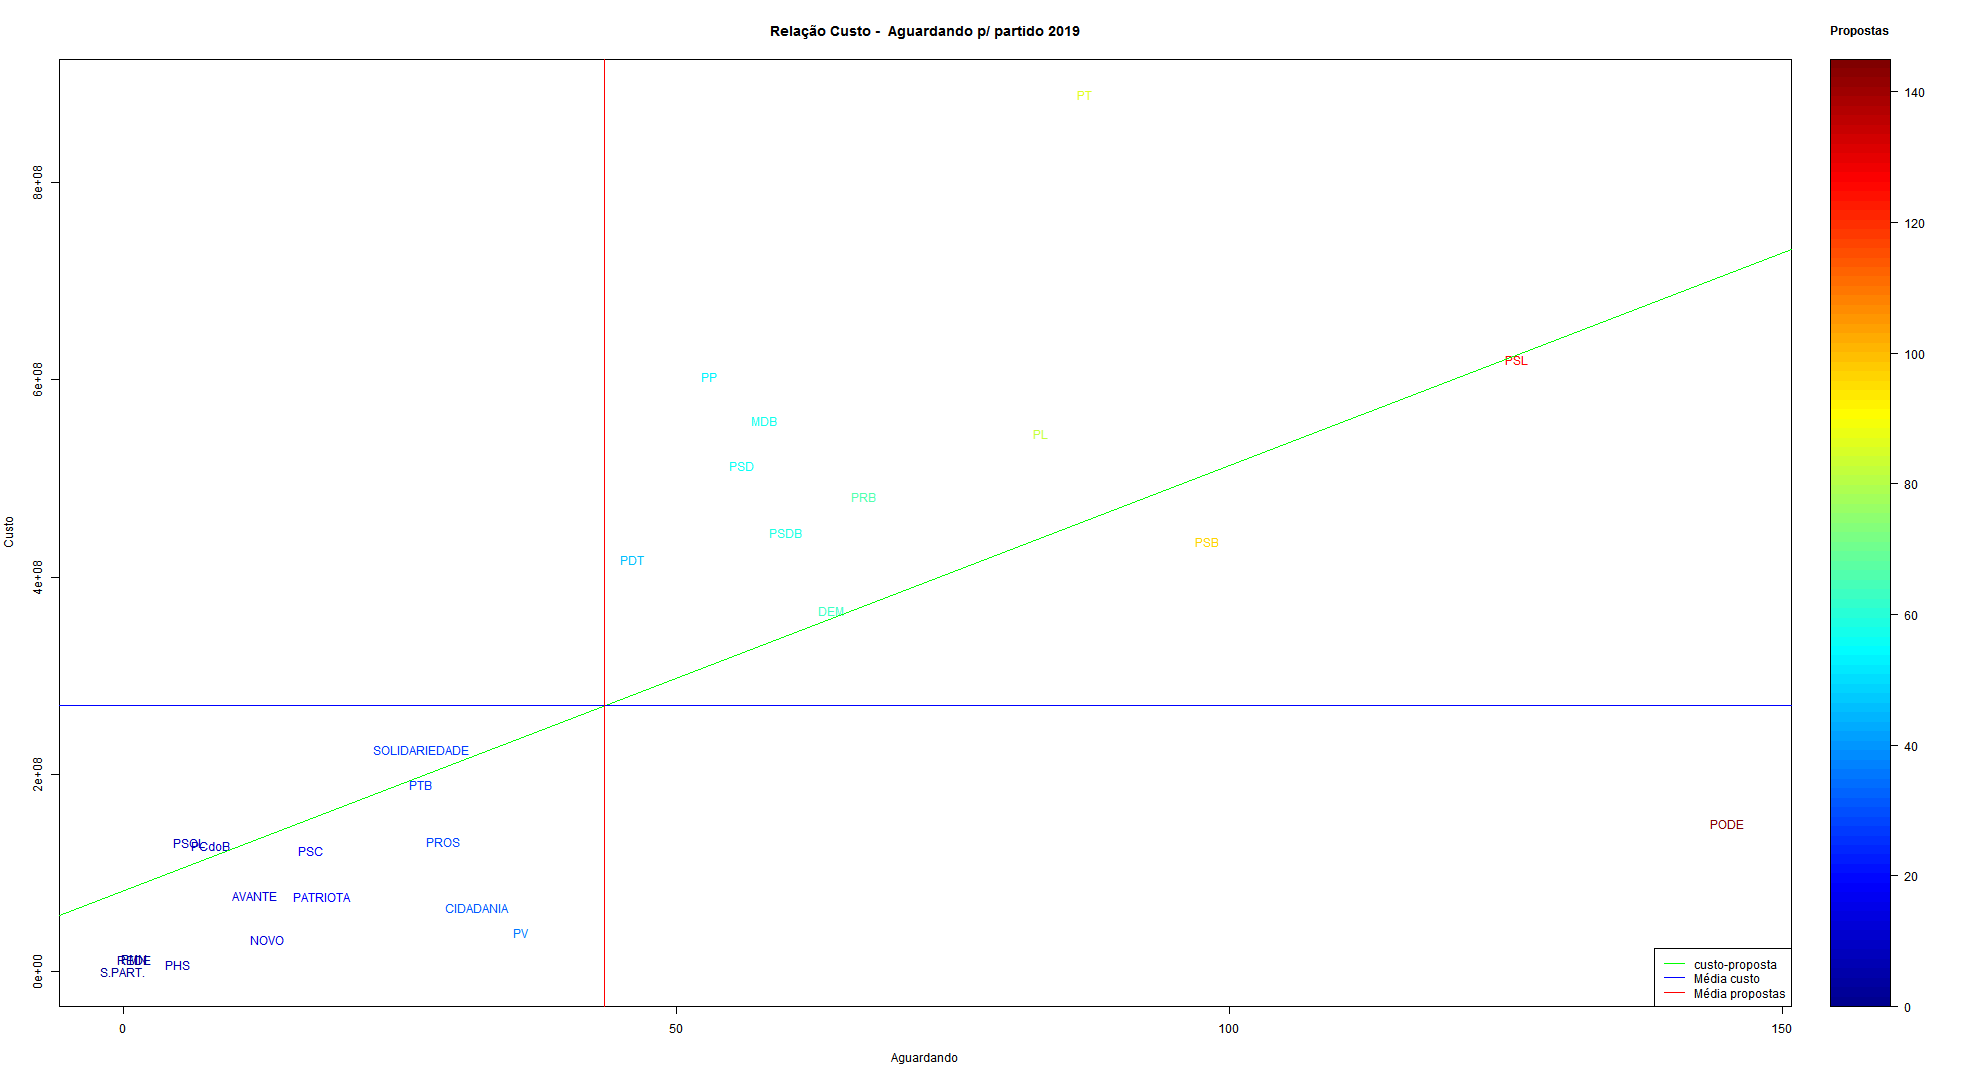 Relação Custo -  Aguardando p/ partido 2019
Propostas
PT
PP
PSL
MDB
PL
PSD
PRB
PSDB
PSB
PDT
DEM
SOLIDARIEDADE
PTB
PODE
PROS
PSOL
PCdoB
PSC
AVANTE
PATRIOTA
CIDADANIA
PV
NOVO
PMN
REDE
PHS
S.PART.
0e+00
2e+08
4e+08
6e+08
8e+08
Custo
0
50
100
150
Aguardando
custo-proposta
Média custo
Média propostas
140
120
100
80
60
40
20
0